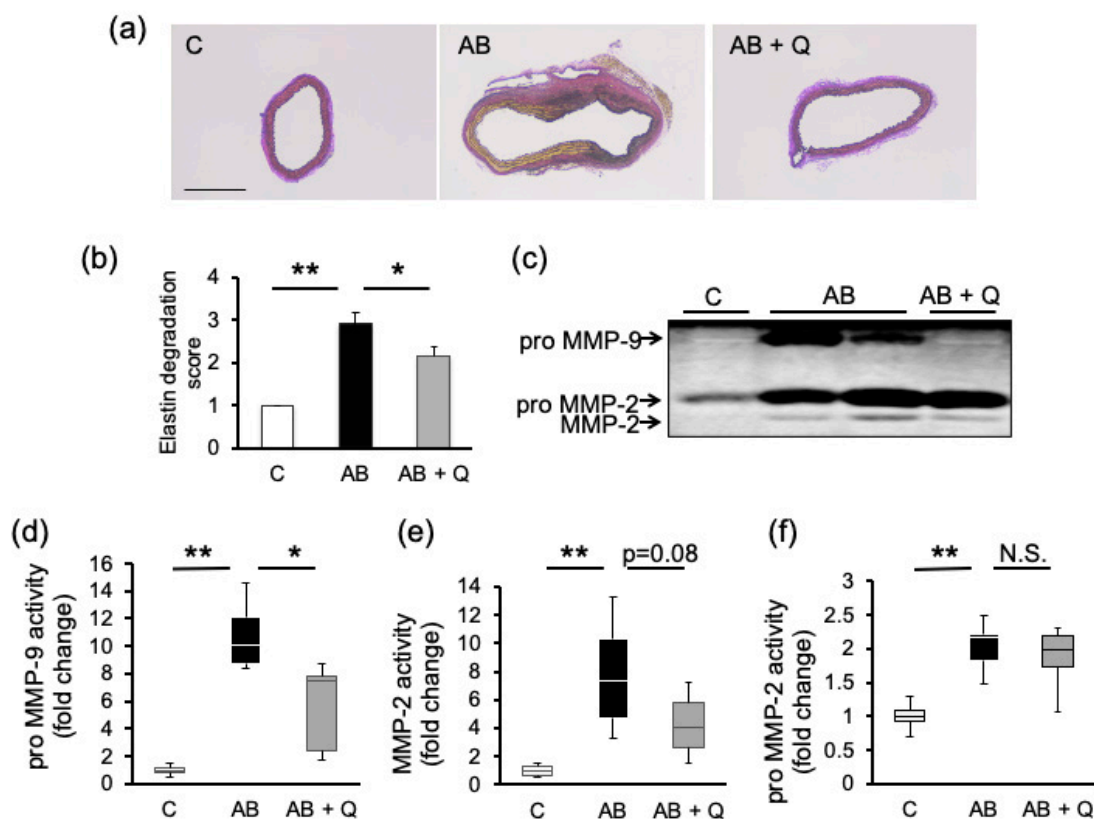 (a)
C
AB
AB + Q
(b)
Elastin degradation
score
4
3
2
1
0
**
*
C
AB
AB + Q
(c)
C
AB
AB + Q
pro MMP-9
pro MMP-2
MMP-2
(d)
pro MMP-9 activity
(fold change)
16
14
12
10
8
6
4
2
0
**
*
C
AB
AB + Q
(e)
MMP-2 activity
(fold change)
14
12
10
8
6
4
2
0
**
p=0.08
C
AB
AB + Q
(f)
pro MMP-2 activity
(fold change)
3
2.5
2
1.5
1
0.5
0
**
N.S.
C
AB
AB + Q